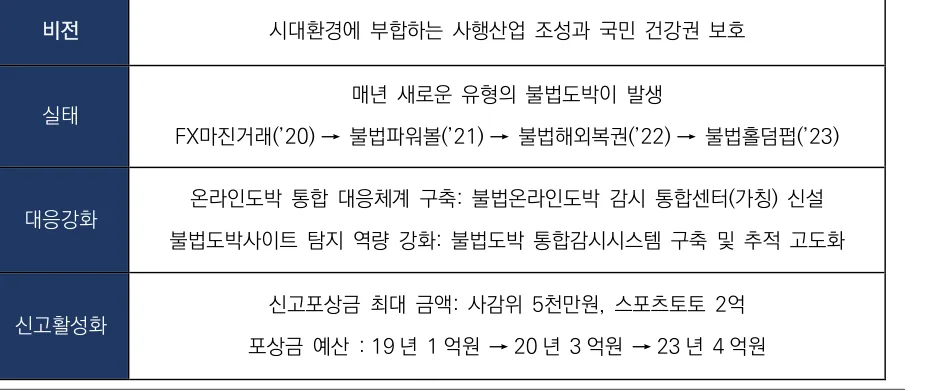 비전
시대환경에 부합하는 사행산업 조성과 국민 건강권 보호
실태
매년 새로운 유형의 불법도박이 발생
FX마진거래(’20) → 불법파워볼(’21) → 불법해외복권(’22) → 불법홀덤펍(’23)
대응강화
온라인도박 통합 대응체계 구축: 불법온라인도박 감시 통합센터(가칭) 신설
불법도박사이트 탐지 역량 강화: 불법도박 통합감시시스템 구축 및 추적 고도화
신고활성화
신고포상금 최대 금액: 사감위 5천만원, 스포츠토토 2억
포상금 예산 : 19년 1억원 → 20년 3억원 → 23년 4억원